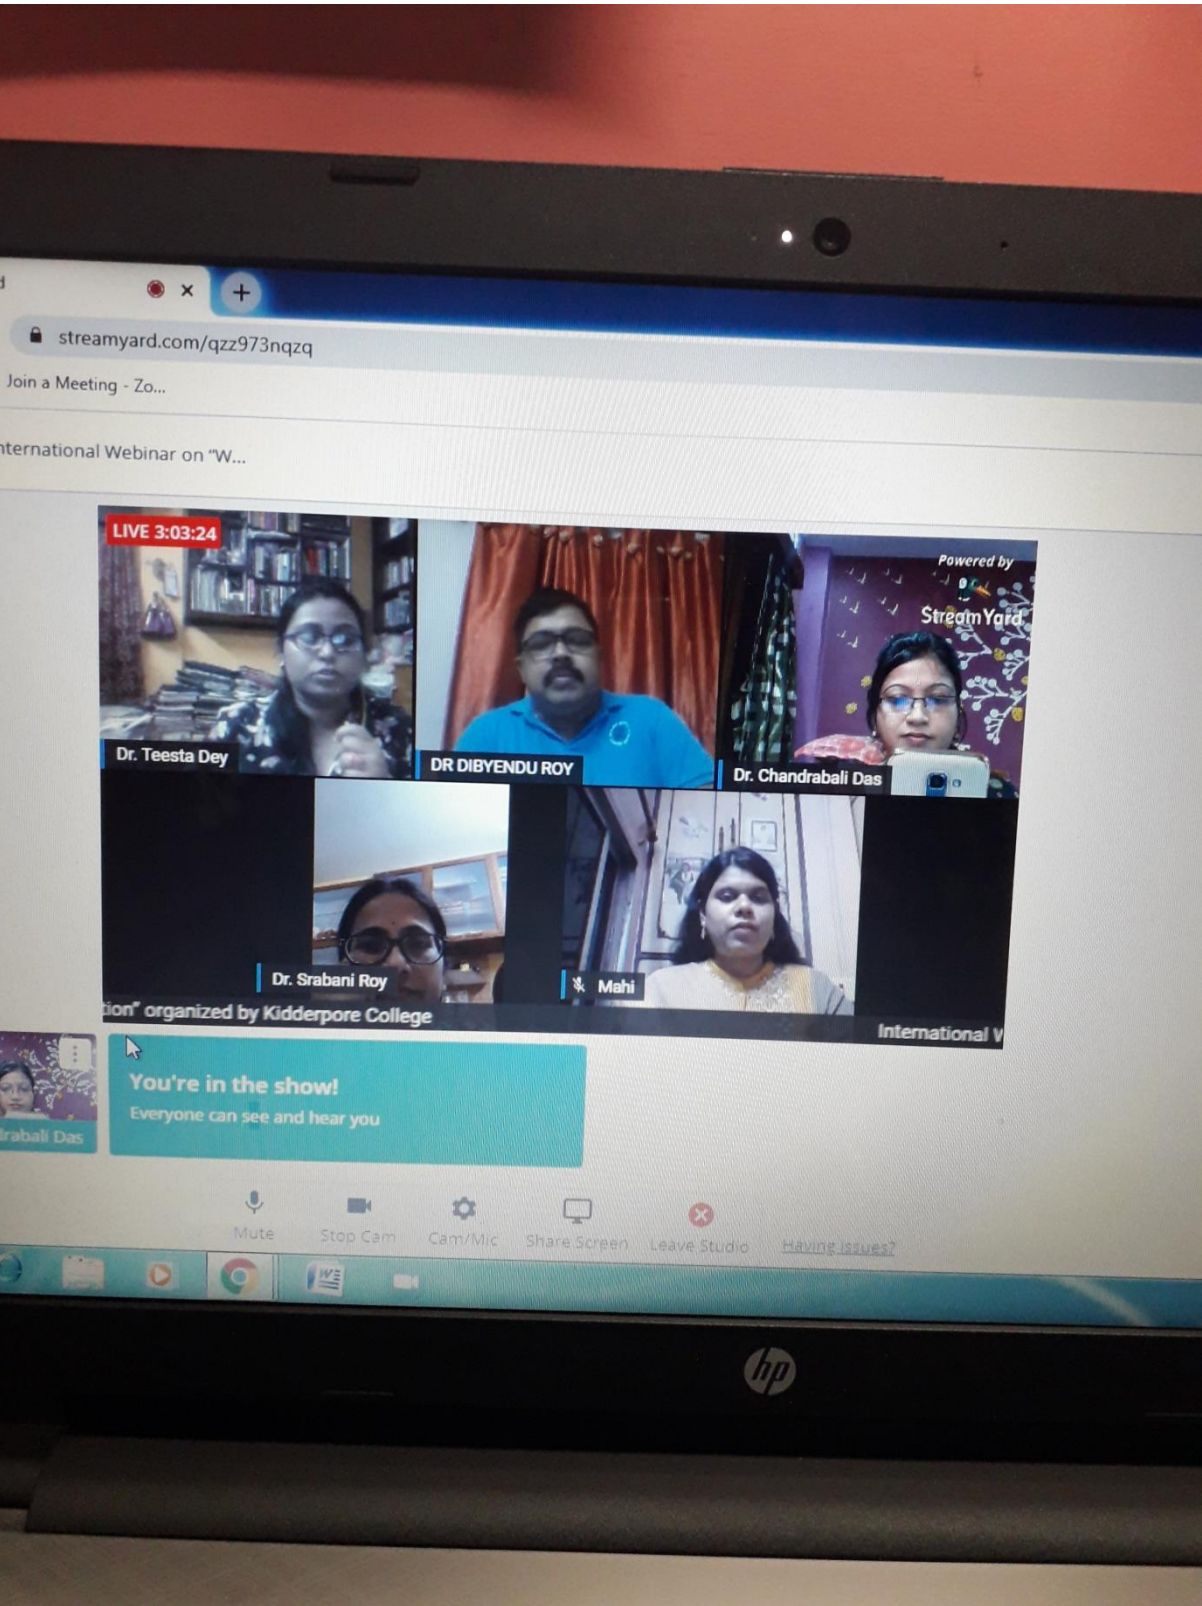 d
streamyard.com/qzz973nqzq
Join a Meeting - Zo...
nternational Webinar on "W...
LIVE 3:03:24
Powered by
StreamYard
Dr. Teesta Dey
DR DIBYENDU ROY
Dr. Chandrabali Das
Dr. Srabani Roy
Mahi
tion" organized by Kidderpore College
International W
You're in the show!
Everyone can see and hear you
drabali Das
Mute
Stop Cam
Cam/Mic
Share Screen
Leave Studio
Having issues?
W
hp